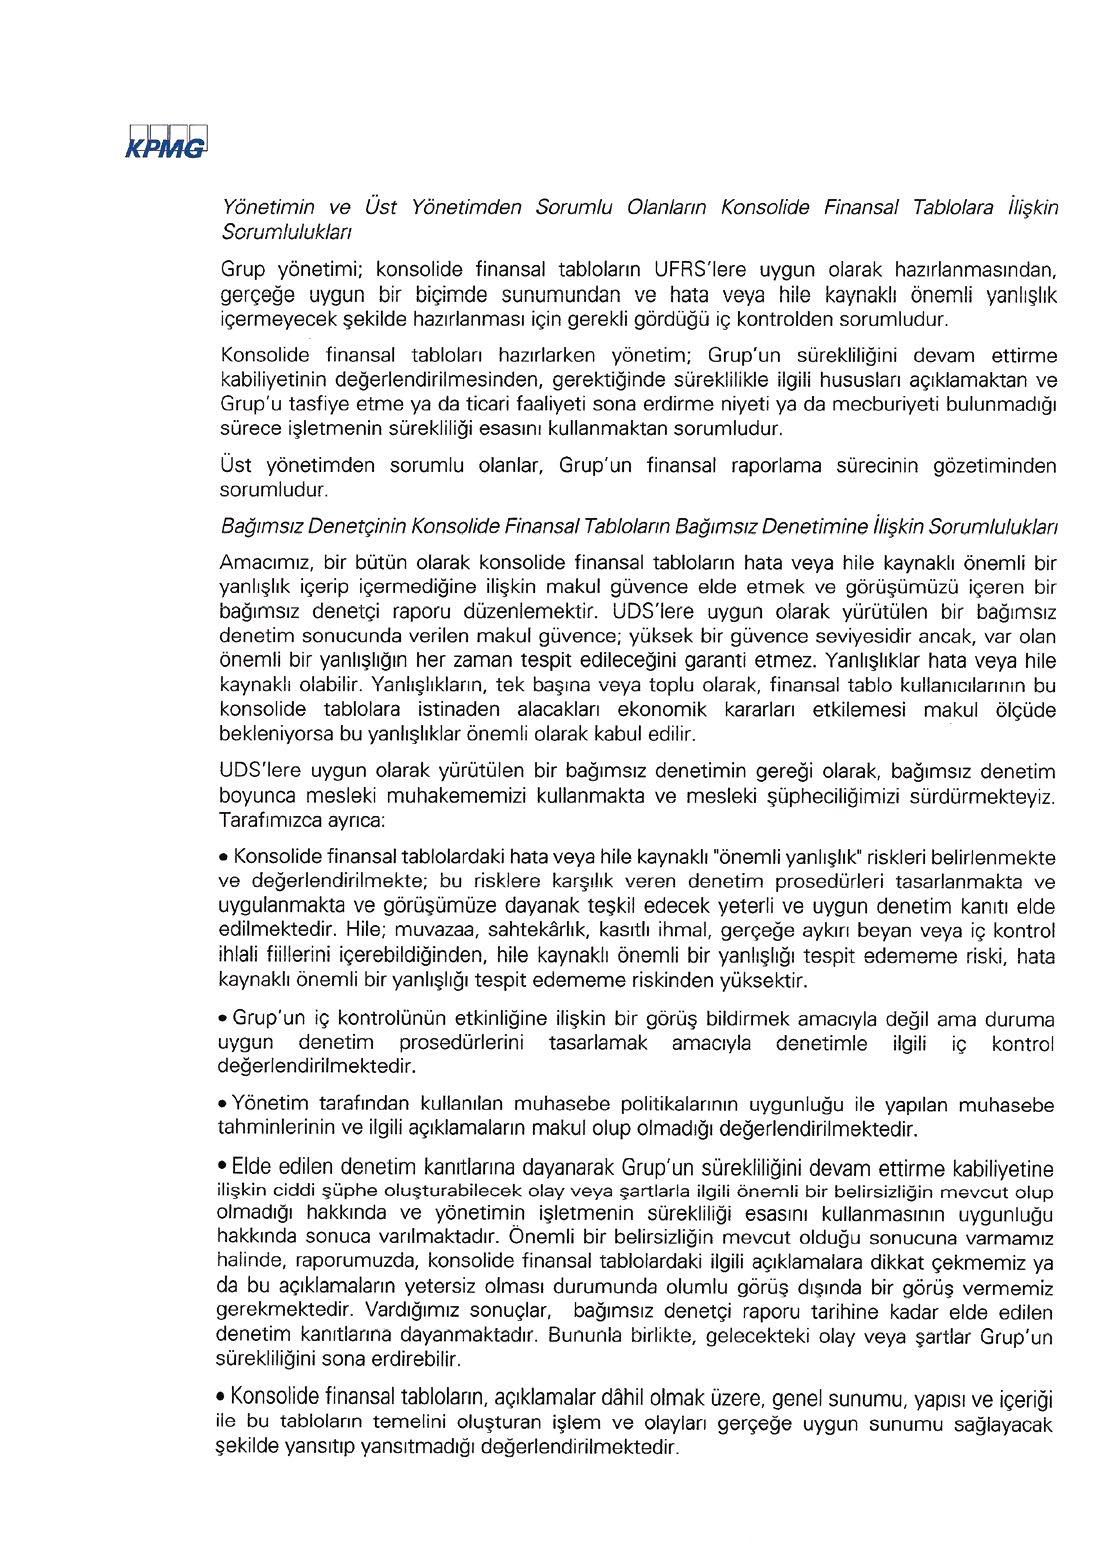 KPMG
Yönetimin ve Üst Yönetimden Sorumlu Olanların Konsolide Finansal Tablolara İlişkin
Sorumlulukları
Grup yönetimi; konsolide finansal tabloların UFRS'lere uygun olarak hazırlanmasından,
gerçeğe uygun bir biçimde sunumundan ve hata veya hile kaynaklı önemli yanlışlık
içermeyecek şekilde hazırlanması için gerekli gördüğü iç kontrolden sorumludur.
Konsolide finansal tabloları hazırlarken yönetim; Grup'un sürekliliğini devam ettirme
kabiliyetinin değerlendirilmesinden, gerektiğinde süreklilikle ilgili hususları açıklamaktan ve
Grup'u tasfiye etme ya da ticari faaliyeti sona erdirme niyeti ya da mecburiyeti bulunmadığı
sürece işletmenin sürekliliği esasını kullanmaktan sorumludur.
Üst yönetimden sorumlu olanlar, Grup'un finansal raporlama sürecinin gözetiminden
sorumludur.
Bağımsız Denetçinin Konsolide Finansal Tabloların Bağımsız Denetimine İlişkin Sorumlulukları
Amacımız, bir bütün olarak konsolide finansal tabloların hata veya hile kaynaklı önemli bir
yanlışlık içerip içermediğine ilişkin makul güvence elde etmek ve görüşümüzü içeren bir
bağımsız denetçi raporu düzenlemektir. UDS'lere uygun olarak yürütülen bir bağımsız
denetim sonucunda verilen makul güvence; yüksek bir güvence seviyesidir ancak, var olan
önemli bir yanlışlığın her zaman tespit edileceğini garanti etmez. Yanlışlıklar hata veya hile
kaynaklı olabilir. Yanlışlıkların, tek başına veya toplu olarak, finansal tablo kullanıcılarının bu
konsolide tablolara istinaden alacakları ekonomik kararları etkilemesi makul ölçüde
bekleniyorsa bu yanlışlıklar önemli olarak kabul edilir.
UDS'lere uygun olarak yürütülen bir bağımsız denetimin gereği olarak, bağımsız denetim
boyunca mesleki muhakememizi kullanmakta ve mesleki şüpheciliğimizi sürdürmekteyiz.
Tarafımızca ayrıca:
• Konsolide finansal tablolardaki hata veya hile kaynaklı "önemli yanlışlık" riskleri belirlenmekte
ve değerlendirilmekte; bu risklere karşılık veren denetim prosedürleri tasarlanmakta ve
uygulanmakta ve görüşümüze dayanak teşkil edecek yeterli ve uygun denetim kanıtı elde
edilmektedir. Hile; muvazaa, sahtekârlık, kasıtlı ihmal, gerçeğe aykırı beyan veya iç kontrol
ihlali fiillerini içerebildiğinden, hile kaynaklı önemli bir yanlışlığı tespit edememe riski, hata
kaynaklı önemli bir yanlışlığı tespit edememe riskinden yüksektir.
• Grup'un iç kontrolünün etkinliğine ilişkin bir görüş bildirmek amacıyla değil ama duruma
uygun denetim prosedürlerini tasarlamak amacıyla denetimle ilgili iç kontrol
değerlendirilmektedir.
• Yönetim tarafından kullanılan muhasebe politikalarının uygunluğu ile yapılan muhasebe
tahminlerinin ve ilgili açıklamaların makul olup olmadığı değerlendirilmektedir.
• Elde edilen denetim kanıtlarına dayanarak Grup'un sürekliliğini devam ettirme kabiliyetine
ilişkin ciddi şüphe oluşturabilecek olay veya şartlarla ilgili önemli bir belirsizliğin mevcut olup
olmadığı hakkında ve yönetimin işletmenin sürekliliği esasını kullanmasının uygunluğu
hakkında sonuca varılmaktadır. Önemli bir belirsizliğin mevcut olduğu sonucuna varmamız
halinde, raporumuzda, konsolide finansal tablolardaki ilgili açıklamalara dikkat çekmemiz ya
da bu açıklamaların yetersiz olması durumunda olumlu görüş dışında bir görüş vermemiz
gerekmektedir. Vardığımız sonuçlar, bağımsız denetçi raporu tarihine kadar elde edilen
denetim kanıtlarına dayanmaktadır. Bununla birlikte, gelecekteki olay veya şartlar Grup'un
sürekliliğini sona erdirebilir.
• Konsolide finansal tabloların, açıklamalar dâhil olmak üzere, genel sunumu, yapısı ve içeriği
ile bu tabloların temelini oluşturan işlem ve olayları gerçeğe uygun sunumu sağlayacak
şekilde yansıtıp yansıtmadığı değerlendirilmektedir.